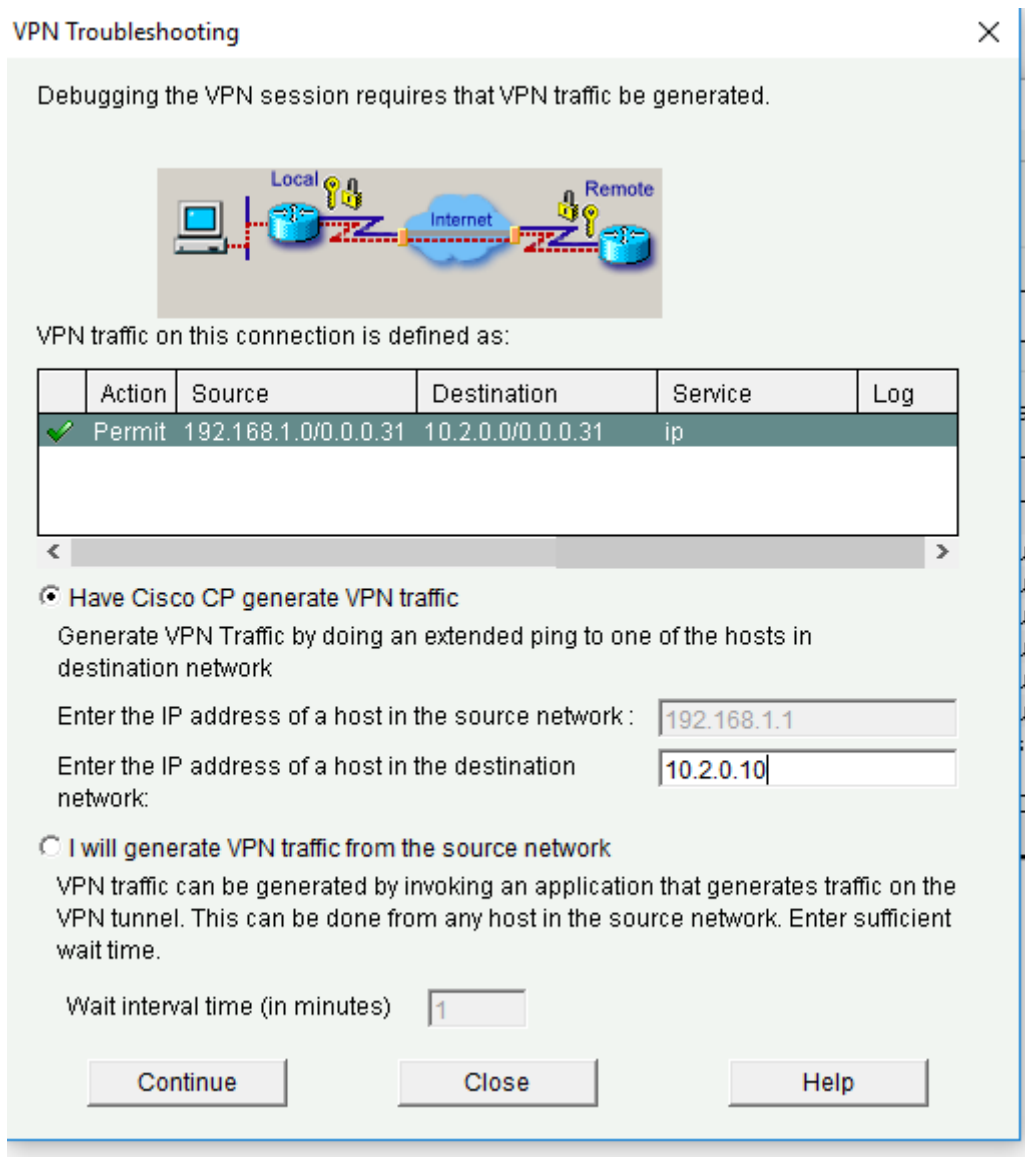 VPN Troubleshooting
Debugging the VPN session requires that VPN traffic be generated.
Local
Remote
Internet
VPN traffic on this connection is defined as:
Action Source Destination Service Log
Permit 192.168.1.0/0.0.0.31 10.2.0.0/0.0.0.31 ip
Have Cisco CP generate VPN traffic
Generate VPN Traffic by doing an extended ping to one of the hosts in
destination network
Enter the IP address of a host in the source network : 192.168.1.1
Enter the IP address of a host in the destination 10.2.0.10
network:
I will generate VPN traffic from the source network
VPN traffic can be generated by invoking an application that generates traffic on the
VPN tunnel. This can be done from any host in the source network. Enter sufficient
wait time.
Wait interval time (in minutes) 1
Continue Close Help